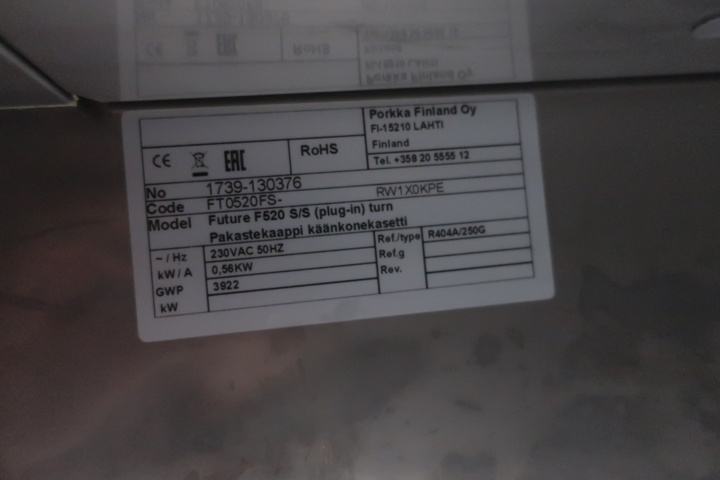 Porkka Finland Oy
FI-15210 LAHTI
Finland
Tel. +358 20 5555 12
CE EAC RoHS
No 1739-130376
Code FT0520FS- RW1X0KPE
Model Future F520 S/S (plug-in) turn
Pakastekaappi käänkonekasetti
~ / Hz 230VAC 50HZ Ref./type R404A/250G
kW / A 0,56KW Ref.g
GWP 3922 Rev.
kW